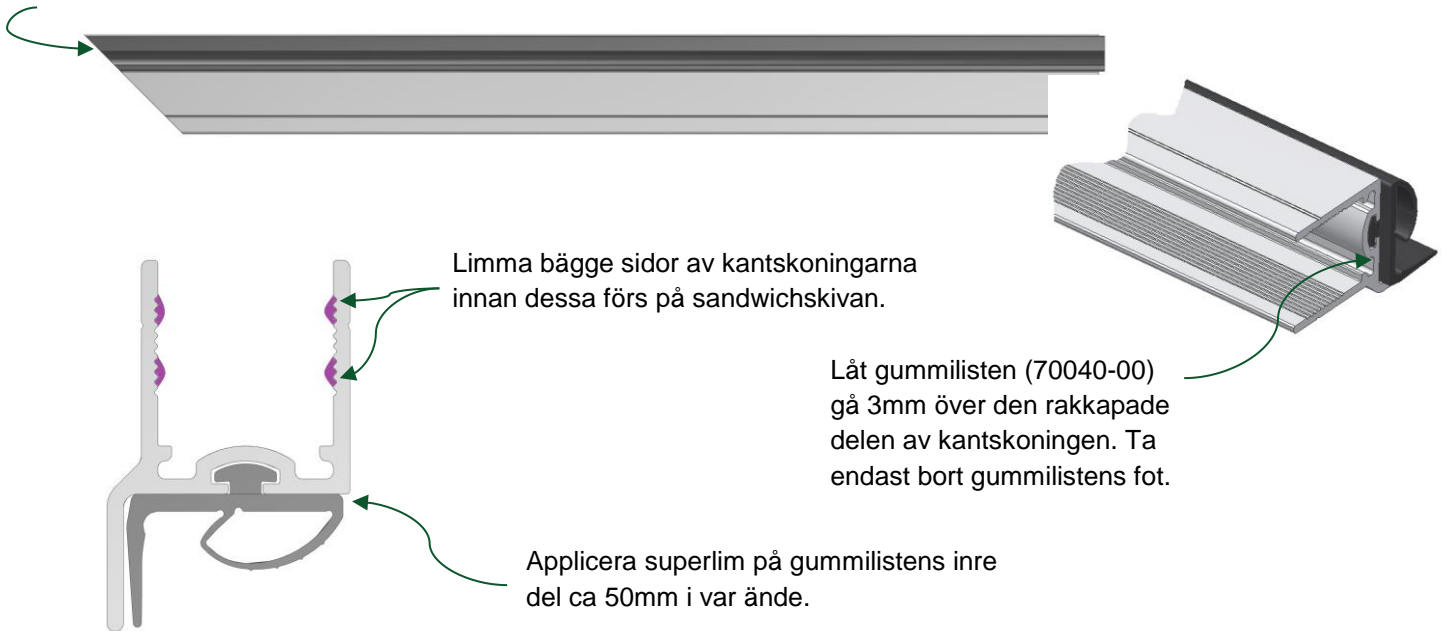 Limma bägge sidor av kantskoningarna
innan dessa förs på sandwichskivan.
Låt gummilisten (70040-00)
gå 3mm över den rakkapade
delen av kantskoningen. Ta
endast bort gummilistens fot.
Applicera superlim på gummilistens inre
del ca 50mm i var ände.